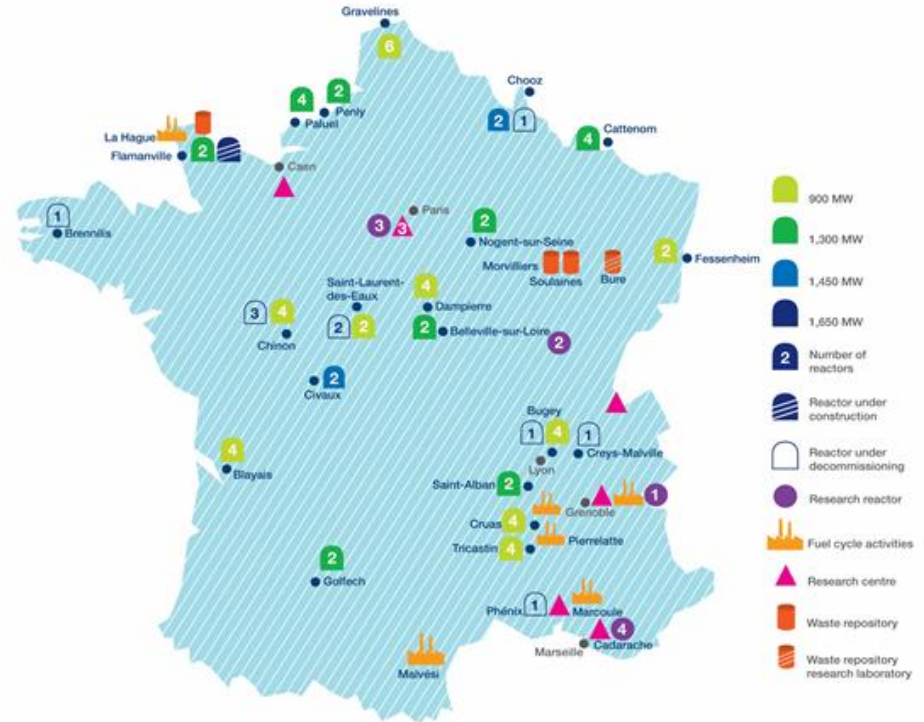 Gravelines
6
Chooz
4
2
Penly
Paluel
2
1
4
Cattenom
La Hague
Flamanville
2
Caen
1
Brennilis
3
3
Paris
2
Nogent-sur-Seine
2
Fessenheim
Morvilliers
Soulaines
Bure
Saint-Laurent-
des-Eaux
4
Dampierre
3
4
Chinon
2
2
2
Belleville-sur-Loire
2
2
Civaux
Bugey
1
4
1
Creys-Malville
Lyon
4
Blayais
Saint-Alban
2
Grenoble
1
Cruas
4
Pierrelatte
Tricastin
4
2
Golfech
Phénix
1
Marcoule
4
Cadarache
Marseille
Malvési
900 MW
1,300 MW
1,450 MW
1,650 MW
2
Number of
reactors
Reactor under
construction
Reactor under
decommissioning
Research reactor
Fuel cycle activities
Research centre
Waste repository
Waste repository
research laboratory